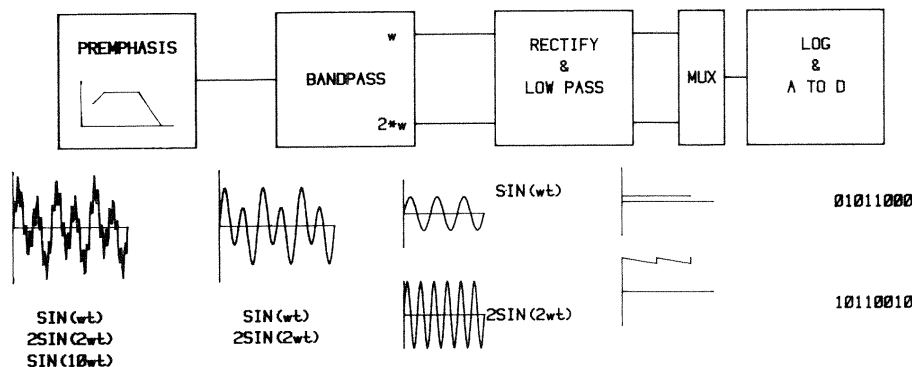 PREMPHASIS
BANDPASS
w
2*w
RECTIFY
&
LOW PASS
MUX
LOG
&
A TO D
SIN(wt)
2SIN(2wt)
SIN(10wt)
SIN(wt)
2SIN(2wt)
SIN(wt)
2SIN(2wt)
01011000
10110010